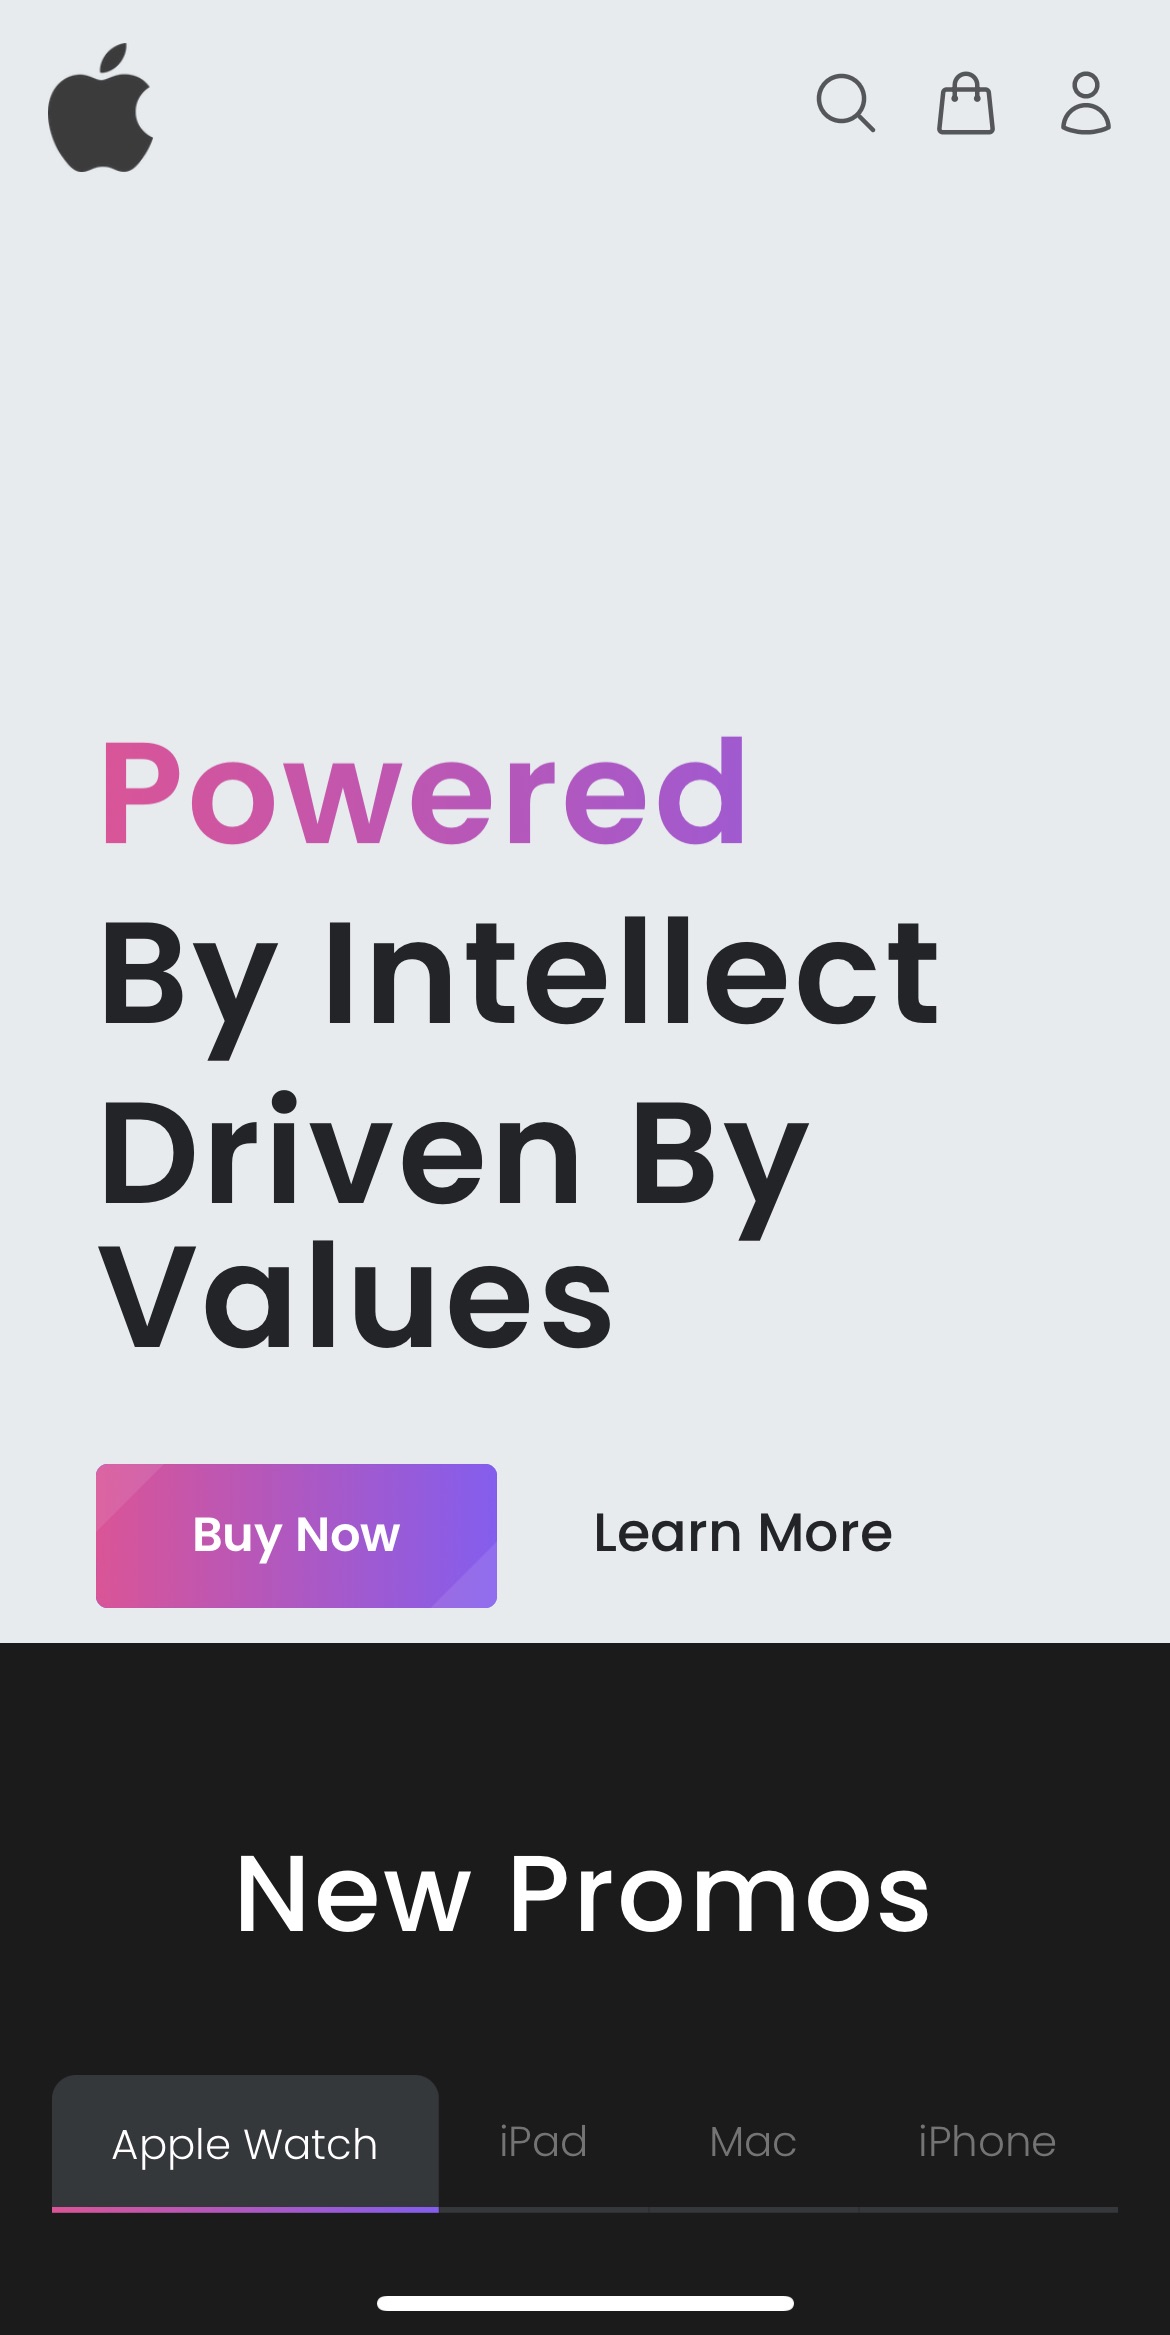 Powered
By Intellect
Driven By
Values
Buy Now
Learn More
New Promos
Apple Watch
iPad
Mac
iPhone